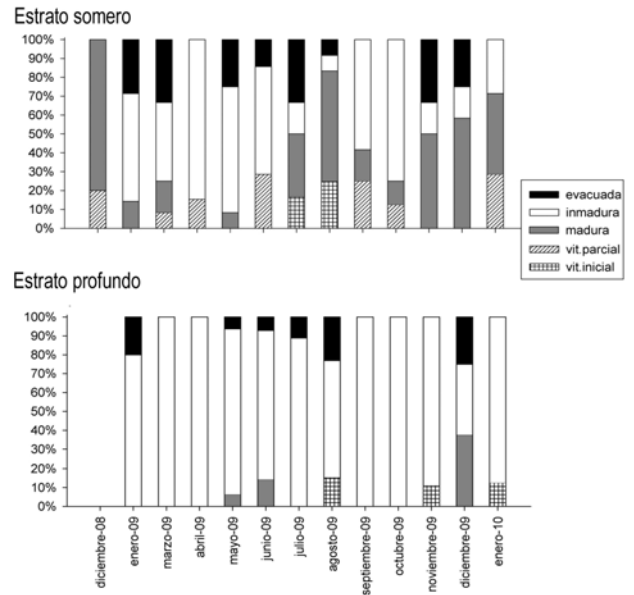 Estrato somero
100%
90%
80%
70%
60%
50%
40%
30%
20%
10%
0%
evacuada
inmadura
madura
vit.parcial
vit.inicial
Estrato profundo
100%
90%
80%
70%
60%
50%
40%
30%
20%
10%
0%
diciembre-08
enero-09
marzo-09
abril-09
mayo-09
junio-09
julio-09
agosto-09
septiembre-09
octubre-09
noviembre-09
diciembre-09
enero-10